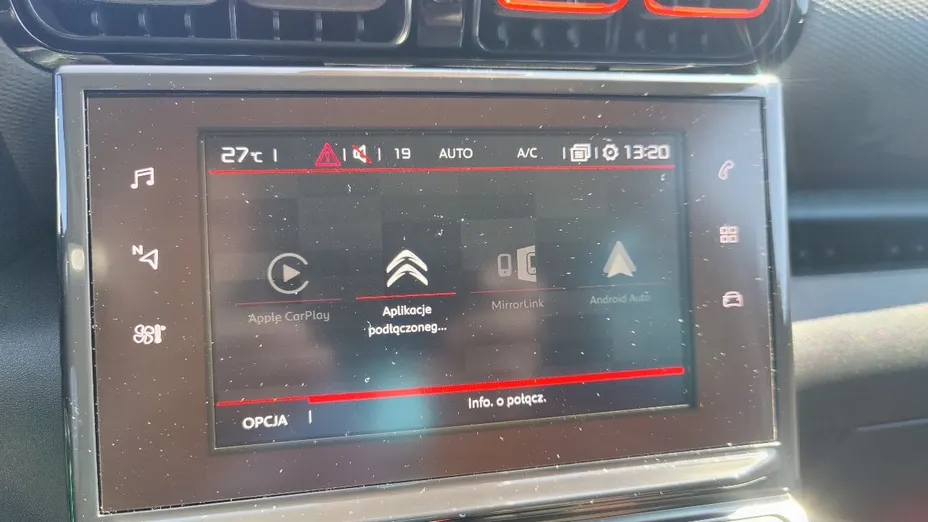 27°C 19 AUTO A/C 13:20
N
Apple CarPlay
Aplikacje
podłączoneg...
MirrorLink
Android Auto
Info. o połącz.
OPCJA